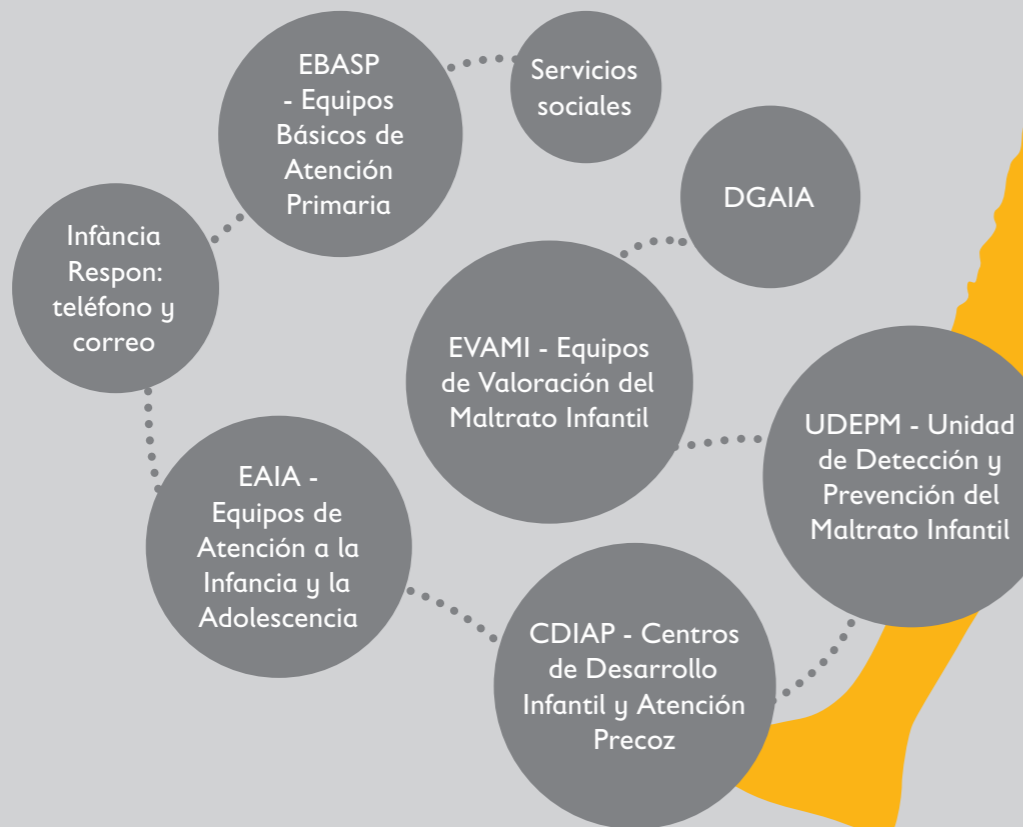 EBASP
- Equipos
Básicos de
Atención
Primaria
Servicios
sociales
DGAIA
Infància
Respon:
teléfono y
correo
EVAMI - Equipos
de Valoración del
Maltrato Infantil
UDEPM - Unidad
de Detección y
Prevención del
Maltrato Infantil
EAIA -
Equipos de
Atención a la
Infancia y la
Adolescencia
CDIAP - Centros
de Desarrollo
Infantil y Atención
Precoz